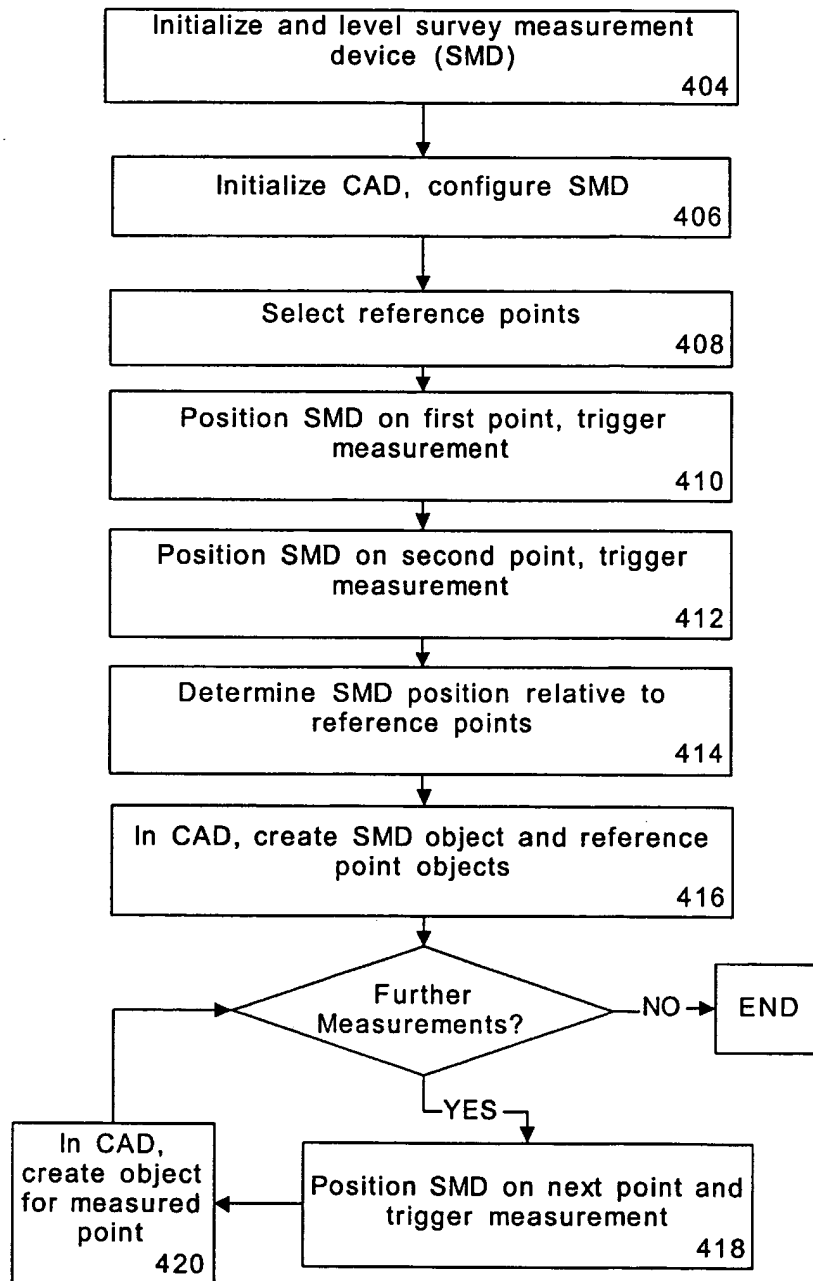 Initialize and level survey measurement
device (SMD)
404
Initialize CAD, configure SMD
406
Select reference points
408
Position SMD on first point, trigger
measurement
410
Position SMD on second point, trigger
measurement
412
Determine SMD position relative to
reference points
414
In CAD, create SMD object and reference
point objects
416
Further
Measurements?
NO
END
YES
Position SMD on next point and
trigger measurement
418
In CAD,
create object
for measured
point
420